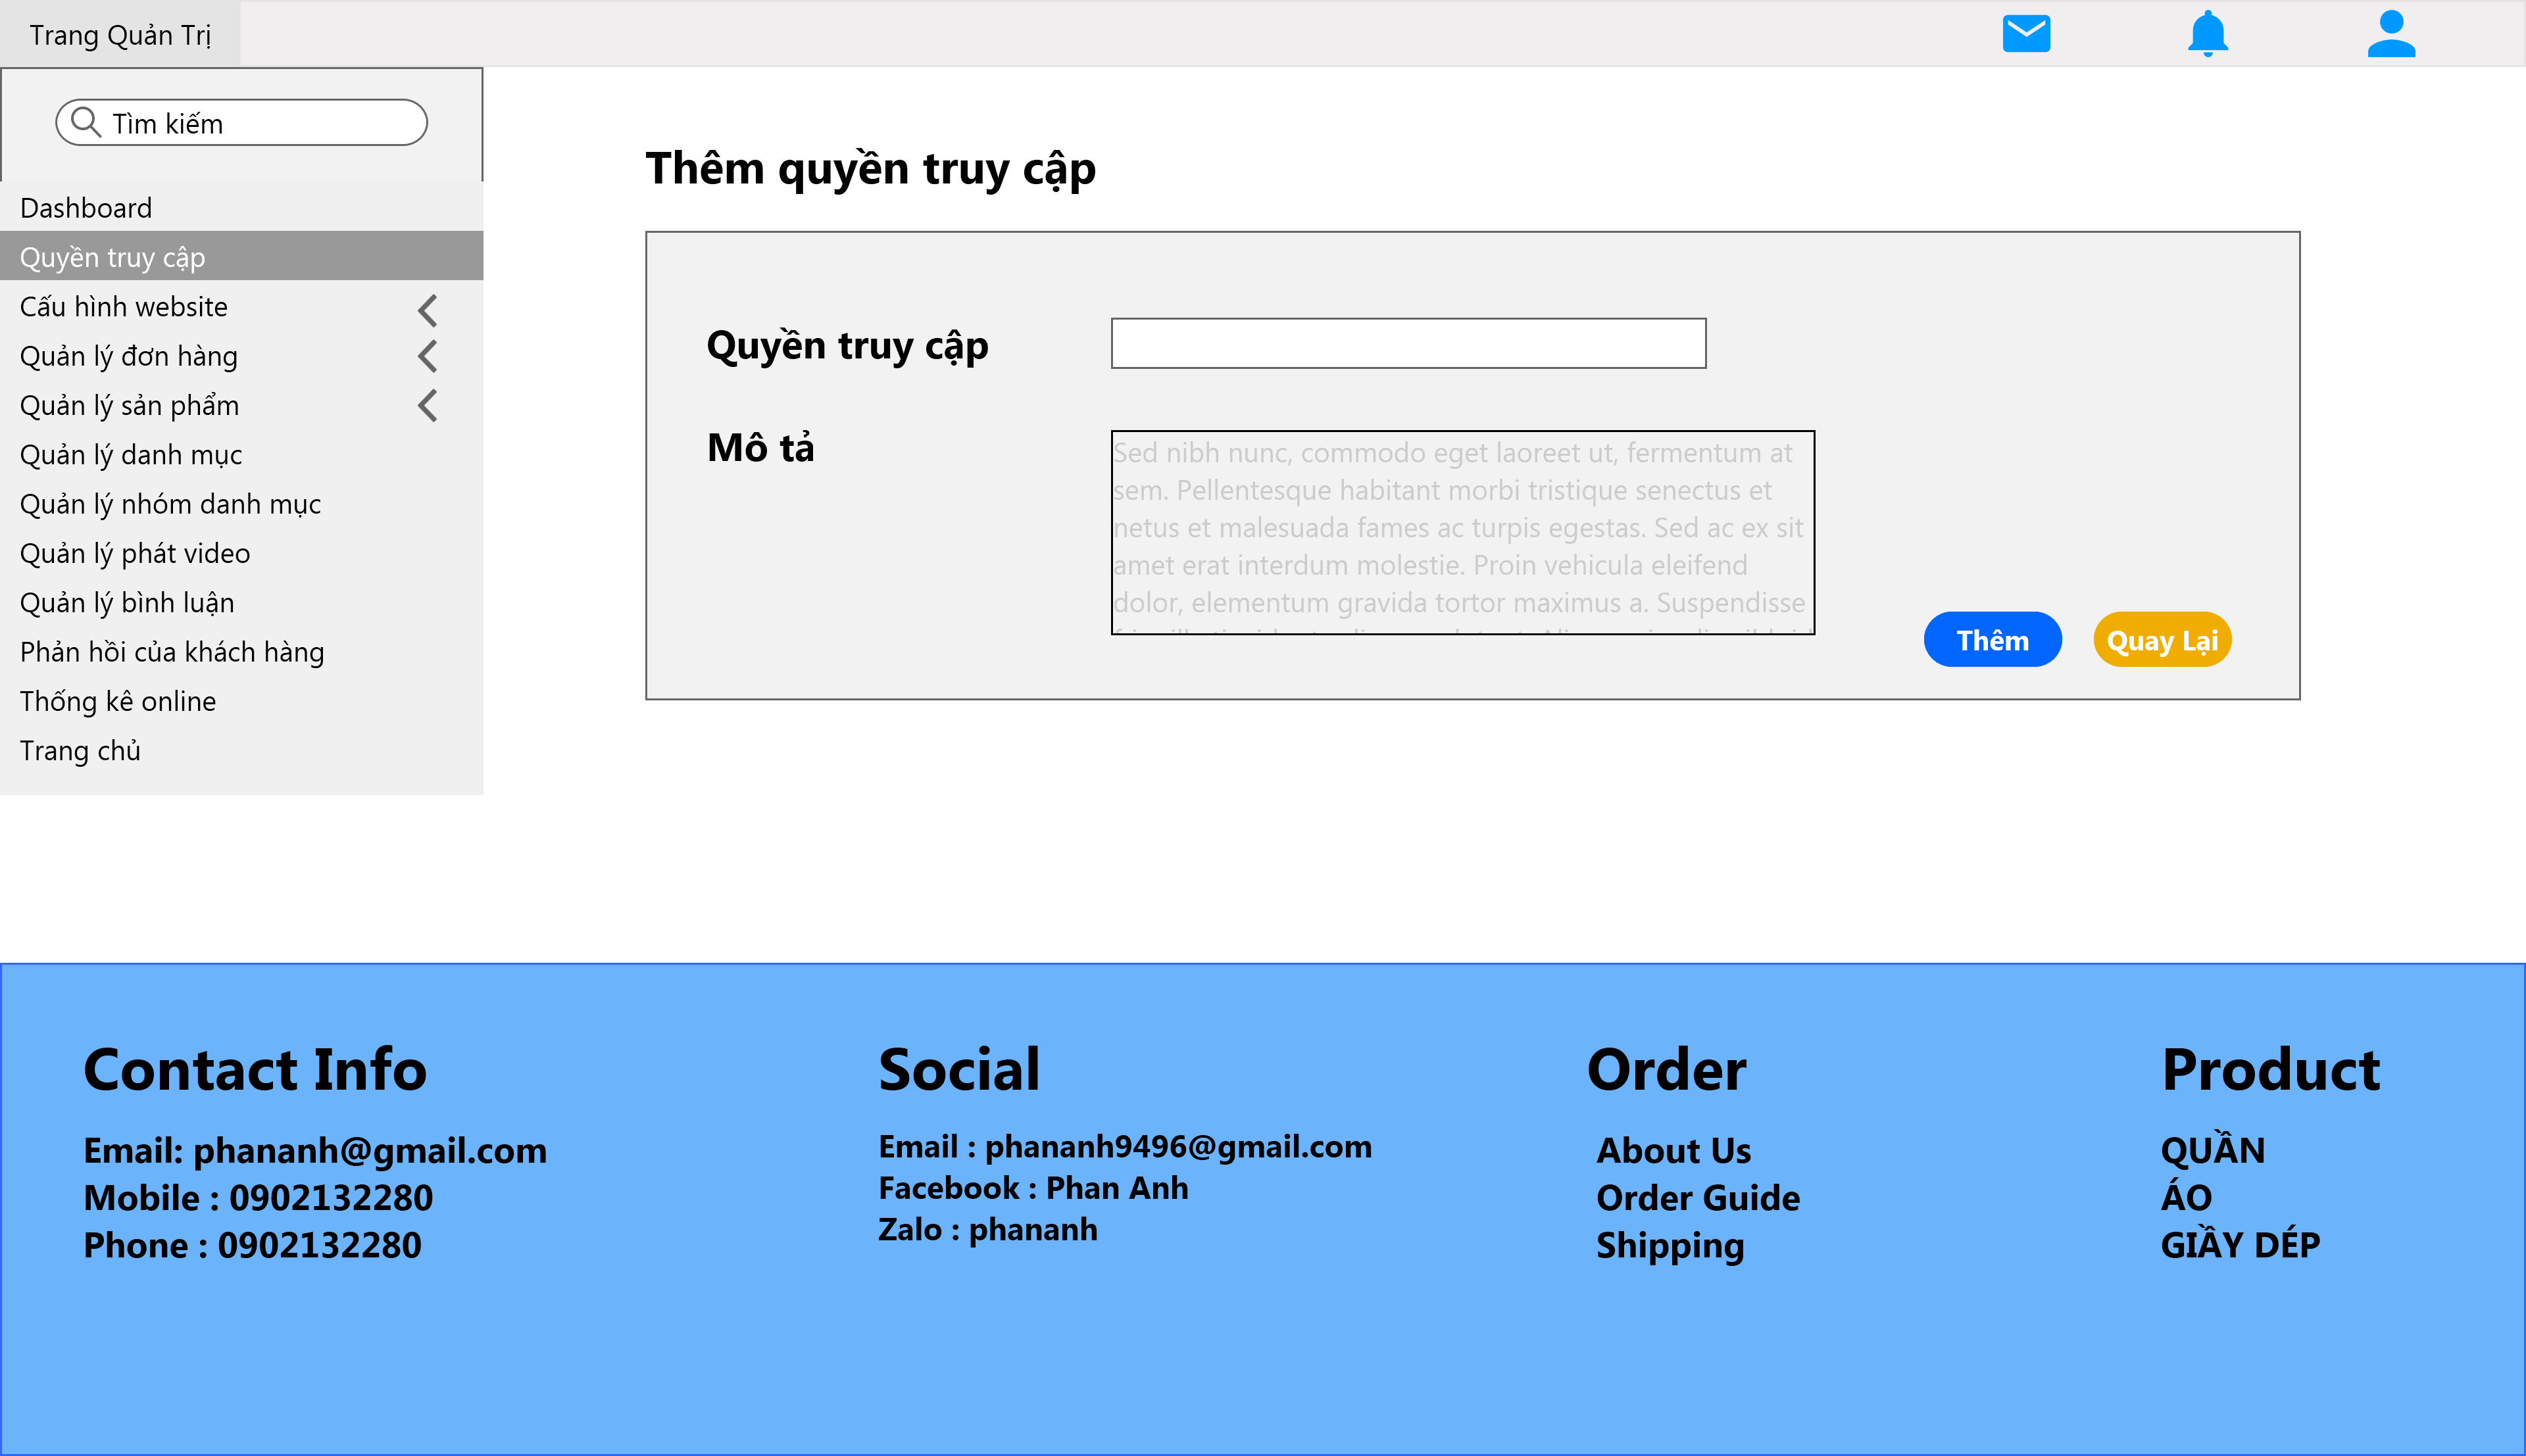 Trang Quản Trị
Tìm kiếm
Dashboard
Quyền truy cập
Cấu hình website
Quản lý đơn hàng
Quản lý sản phẩm
Quản lý danh mục
Quản lý nhóm danh mục
Quản lý phát video
Quản lý bình luận
Phản hồi của khách hàng
Thống kê online
Trang chủ
Thêm quyền truy cập
Quyền truy cập
Mô tả
Sed nibh nunc, commodo eget laoreet ut, fermentum at
sem. Pellentesque habitant morbi tristique senectus et
netus et malesuada fames ac turpis egestas. Sed ac ex sit
amet erat interdum molestie. Proin vehicula eleifend
dolor, elementum gravida tortor maximus a. Suspendisse
Thêm
Quay Lại
Contact Info
Email: phananh@gmail.com
Mobile : 0902132280
Phone : 0902132280
Social
Email : phananh9496@gmail.com
Facebook : Phan Anh
Zalo : phananh
Order
About Us
Order Guide
Shipping
Product
QUẦN
ÁO
GIẦY DÉP